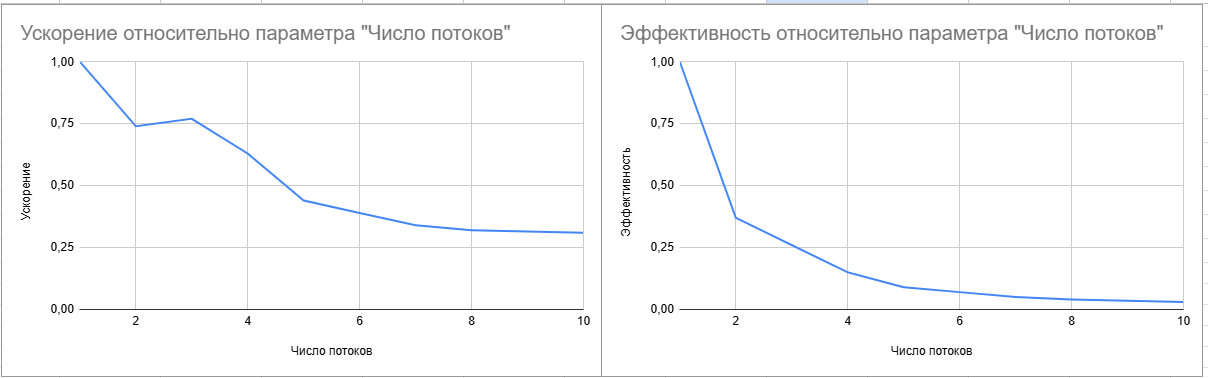 Ускорение относительно параметра "Число потоков"
1,00
0,75
0,50
0,25
0,00
Ускорение
2 4 6 8 10
Число потоков
Эффективность относительно параметра "Число потоков"
1,00
0,75
0,50
0,25
0,00
Эффективность
2 4 6 8 10
Число потоков